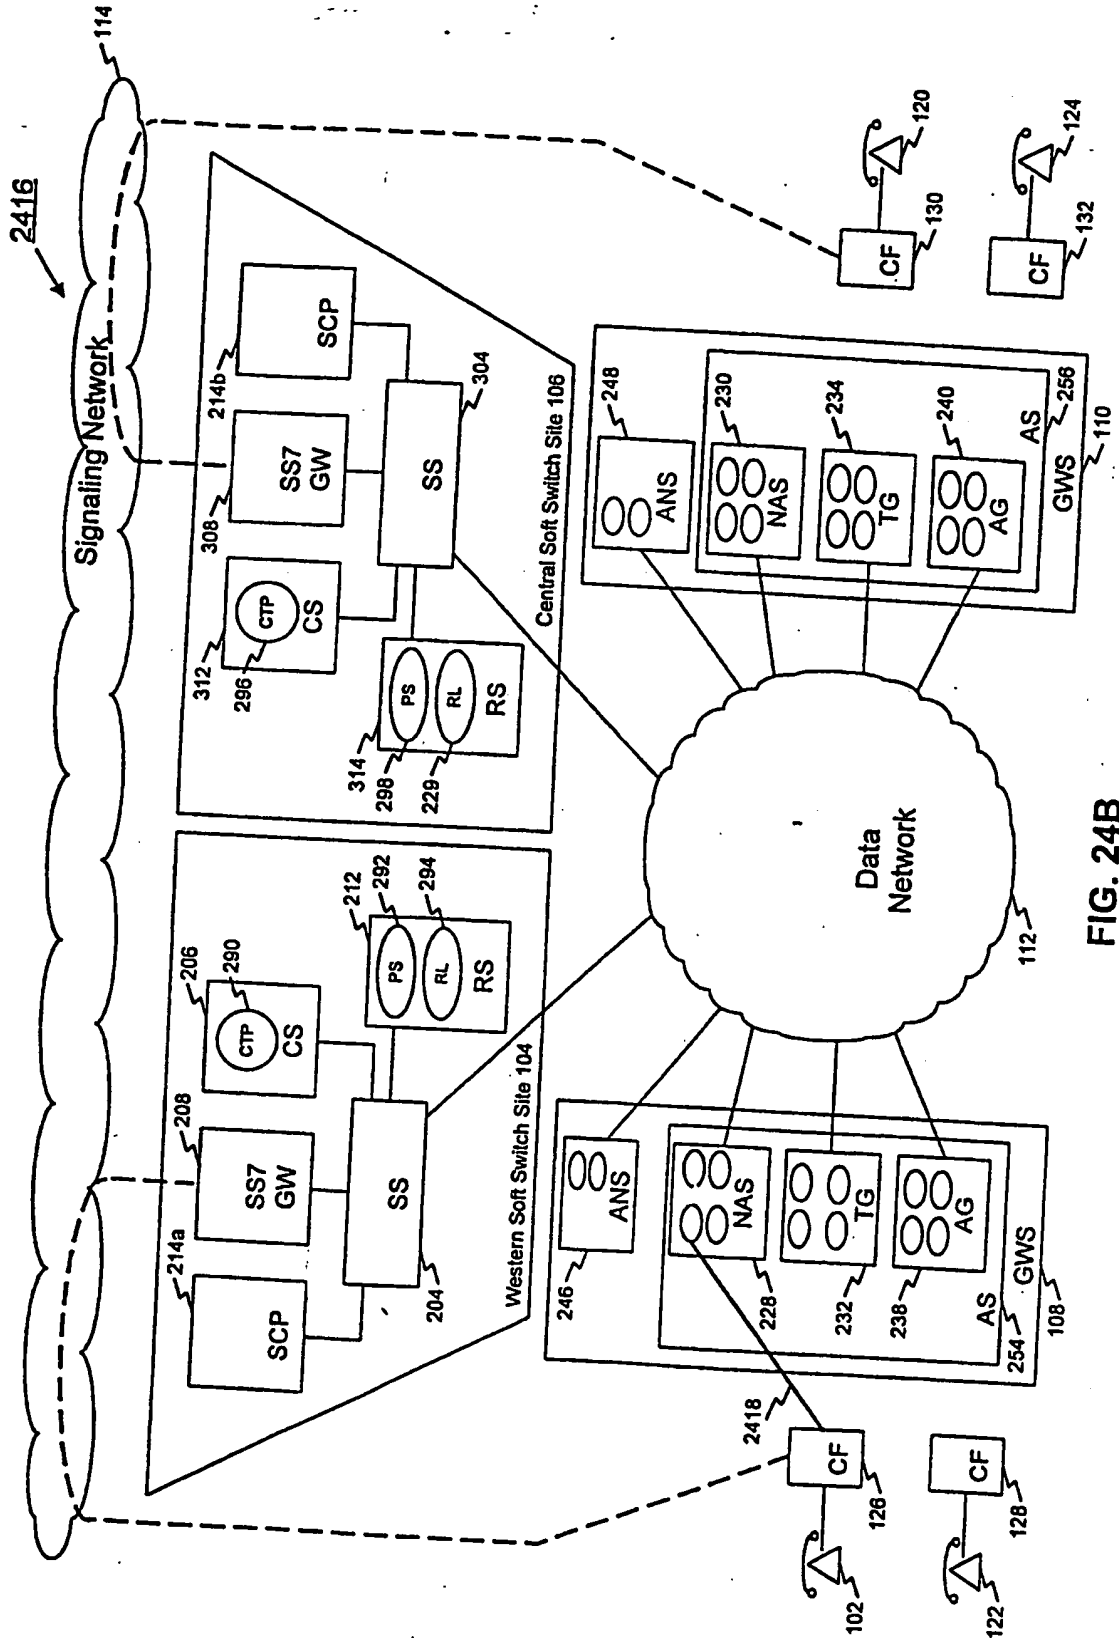 2416
114
Signaling Network
214a
SCP
208
SS7
GW
206
290
CTP
CS
204
SS
212
292
PS
294
RL
RS
Western Soft Switch Site 104
312
296
CTP
CS
308
SS7
GW
214b
SCP
304
SS
314
298
PS
229
RL
RS
Central Soft Switch Site 106
246
ANS
228
NAS
232
TG
238
AG
AS
254
GWS
108
2418
CF
126
102
CF
128
122
Data
Network
112
248
ANS
230
NAS
234
TG
240
AG
AS
256
GWS
110
120
CF
130
124
CF
132
FIG. 24B